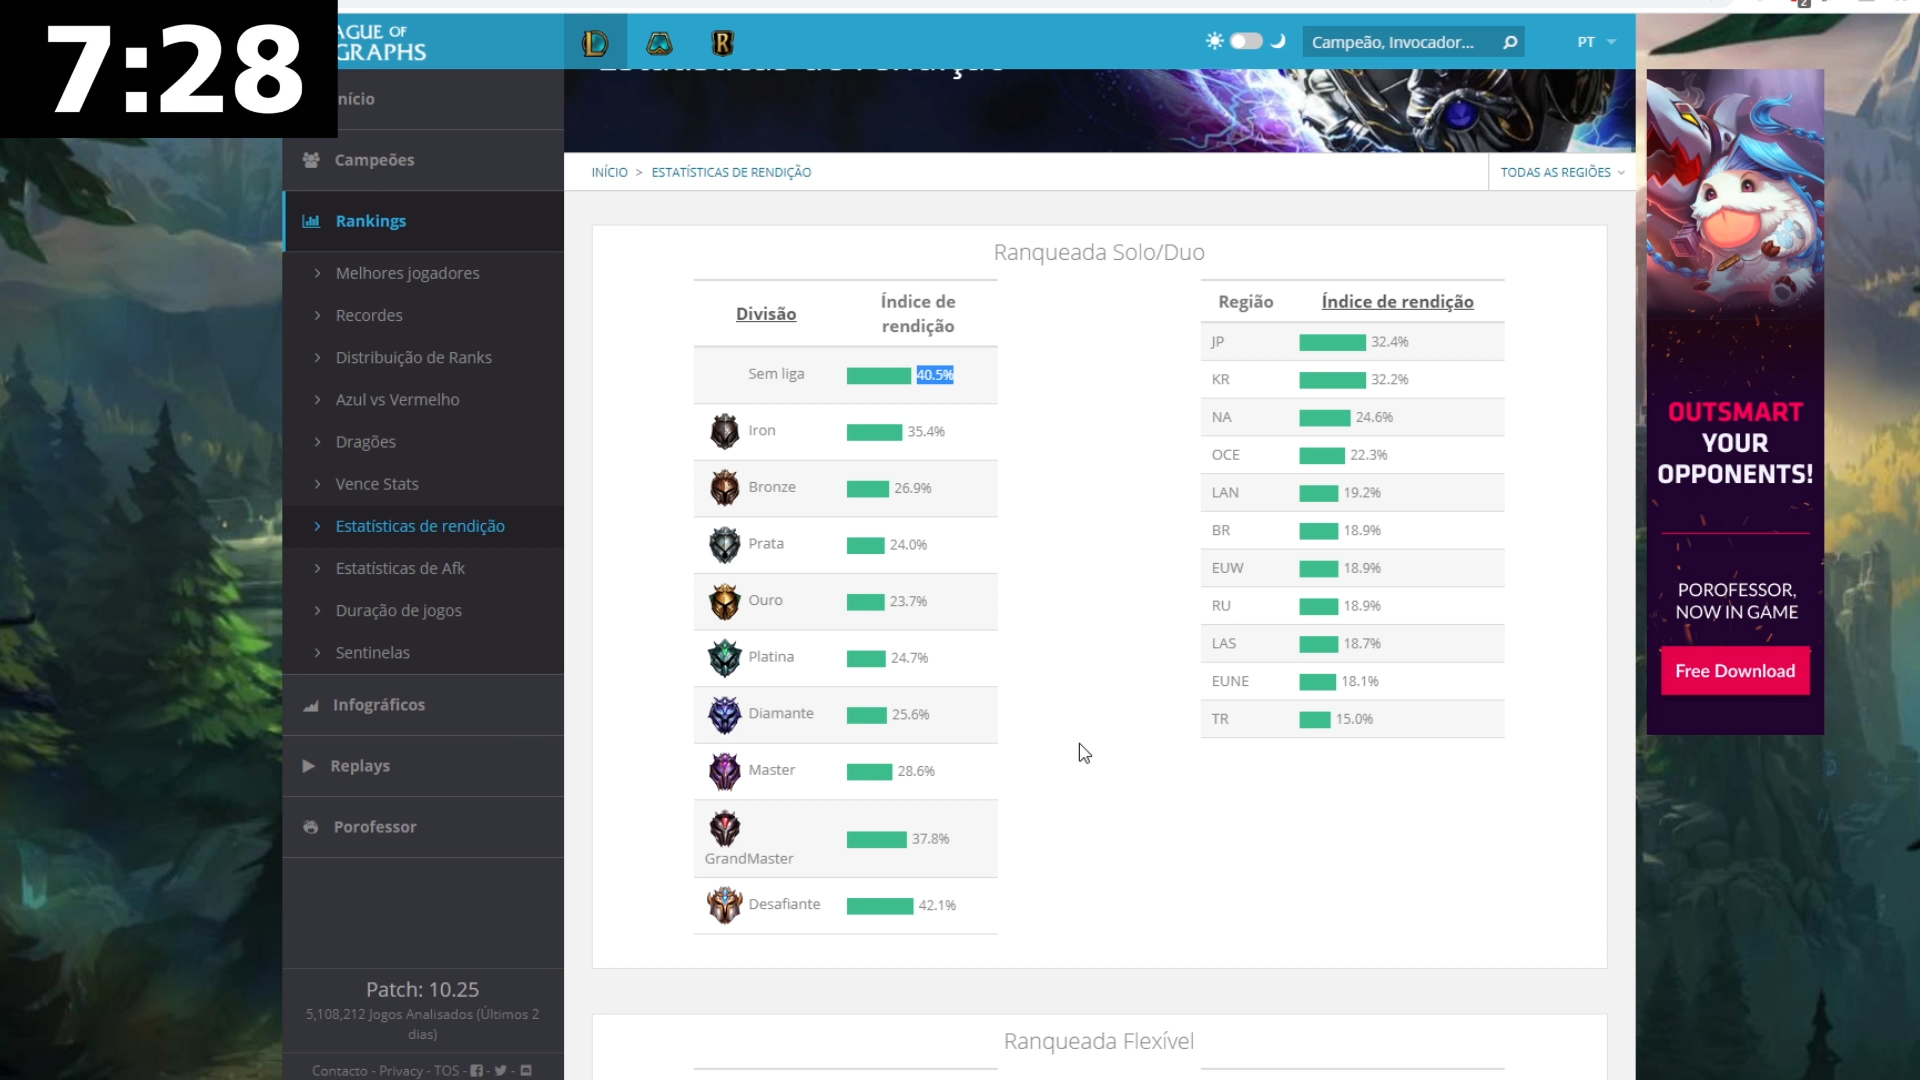 7:28
AGUE OF
GRAPHS
Campeão, Invocador...
PT
nício
Campeões
Rankings
Melhores jogadores
Recordes
Distribuição de Ranks
Azul vs Vermelho
Dragões
Vence Stats
Estatísticas de rendição
Estatísticas de Afk
Duração de jogos
Sentinelas
Infográficos
Replays
Porofessor
Patch: 10.25
5,108,212 Jogos Analisados (Últimos 2
dias)
Contacto - Privacy - TOS -
INÍCIO > ESTATÍSTICAS DE RENDIÇÃO
TODAS AS REGIÕES
Ranqueada Solo/Duo
Divisão Índice de
rendição
Sem liga 40.5%
Iron 35.4%
Bronze 26.9%
Prata 24.0%
Ouro 23.7%
Platina 24.7%
Diamante 25.6%
Master 28.6%
GrandMaster 37.8%
Desafiante 42.1%
Região Índice de rendição
JP 32.4%
KR 32.2%
NA 24.6%
OCE 22.3%
LAN 19.2%
BR 18.9%
EUW 18.9%
RU 18.9%
LAS 18.7%
EUNE 18.1%
TR 15.0%
Ranqueada Flexível
OUTSMART
YOUR
OPPONENTS!
POROFESSOR,
NOW IN GAME
Free Download